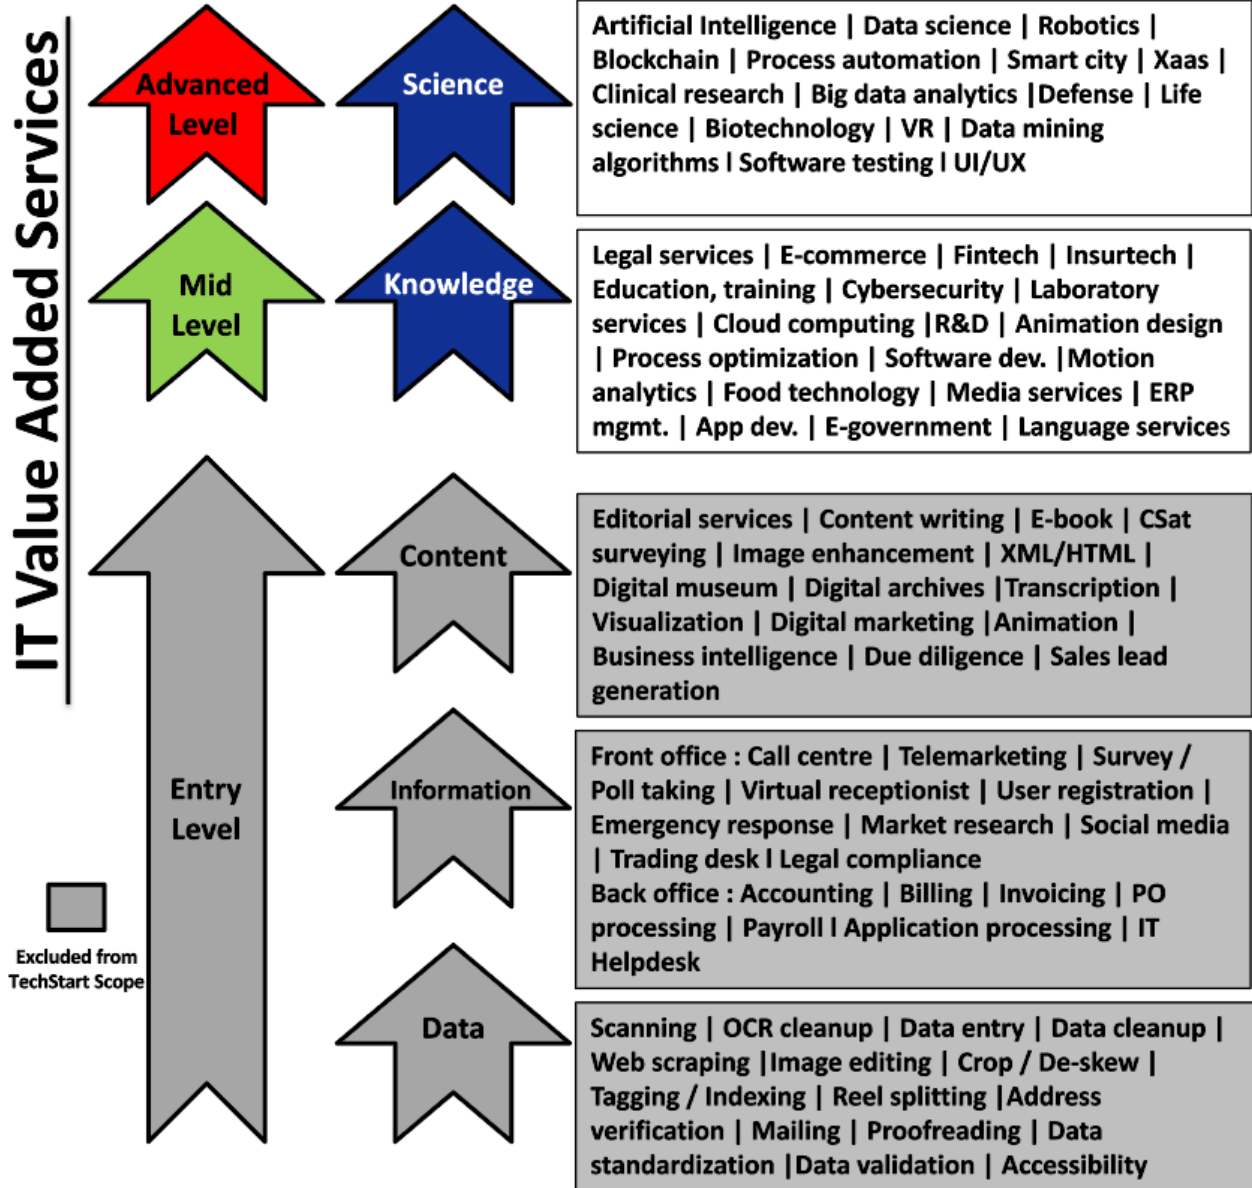 IT Value Added Services
Advanced
Level
Science
Artificial Intelligence | Data science | Robotics |
Blockchain | Process automation | Smart city | Xaas |
Clinical research | Big data analytics |Defense | Life
science | Biotechnology | VR | Data mining
algorithms l Software testing l UI/UX
Mid
Level
Knowledge
Legal services | E-commerce | Fintech | Insurtech |
Education, training | Cybersecurity | Laboratory
services | Cloud computing |R&D | Animation design
| Process optimization | Software dev. |Motion
analytics | Food technology | Media services | ERP
mgmt. | App dev. | E-government | Language services
Entry
Level
Content
Editorial services | Content writing | E-book | CSat
surveying | Image enhancement | XML/HTML |
Digital museum | Digital archives |Transcription |
Visualization | Digital marketing |Animation |
Business intelligence | Due diligence | Sales lead
generation
Information
Front office : Call centre | Telemarketing | Survey /
Poll taking | Virtual receptionist | User registration |
Emergency response | Market research | Social media
| Trading desk l Legal compliance
Back office : Accounting | Billing | Invoicing | PO
processing | Payroll l Application processing | IT
Helpdesk
Data
Scanning | OCR cleanup | Data entry | Data cleanup |
Web scraping |Image editing | Crop / De-skew |
Tagging / Indexing | Reel splitting |Address
verification | Mailing | Proofreading | Data
standardization |Data validation | Accessibility
Excluded from
TechStart Scope